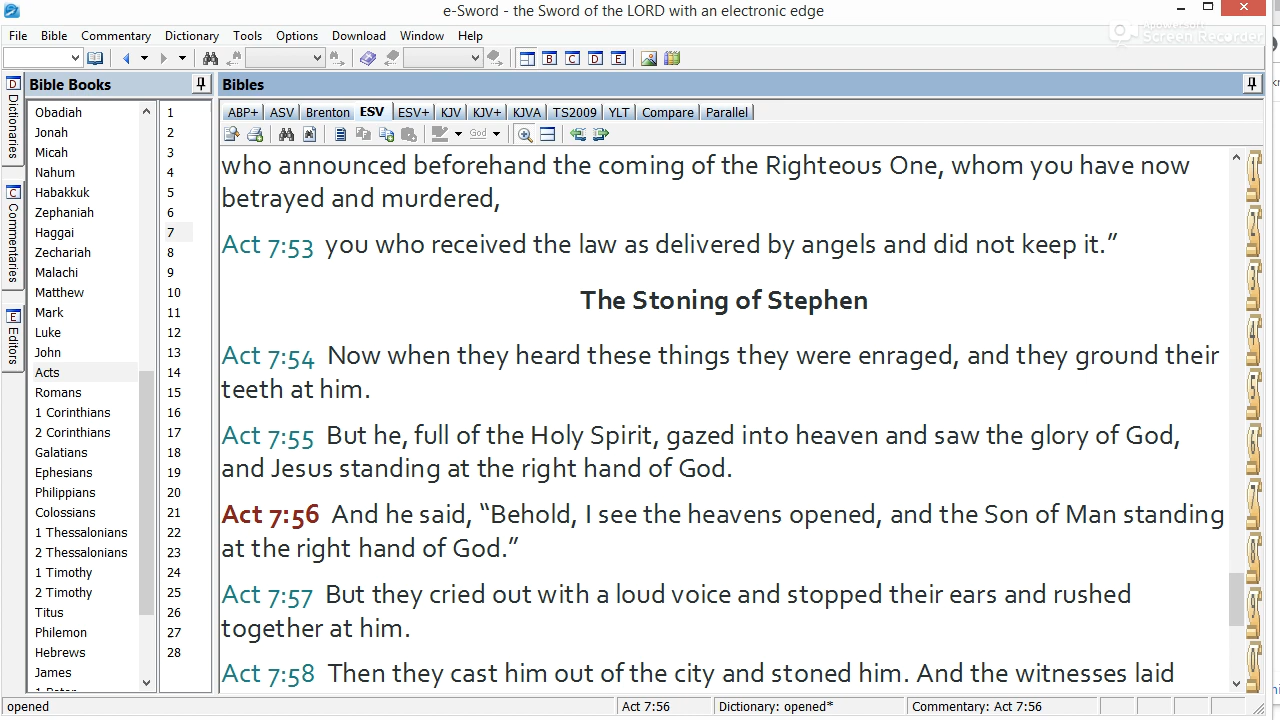 e-Sword - the Sword of the LORD with an electronic edge
File Bible Commentary Dictionary Tools Options Download Window Help
Screen Recorder
B C D E
D Dictionaries
C Commentaries
E Editors
Bible Books
Obadiah
Jonah
Micah
Nahum
Habakkuk
Zephaniah
Haggai
Zechariah
Malachi
Matthew
Mark
Luke
John
Acts
Romans
1 Corinthians
2 Corinthians
Galatians
Ephesians
Philippians
Colossians
1 Thessalonians
2 Thessalonians
1 Timothy
2 Timothy
Titus
Philemon
Hebrews
James
1
2
3
4
5
6
7
8
9
10
11
12
13
14
15
16
17
18
19
20
21
22
23
24
25
26
27
28
Bibles
ABP+ ASV Brenton ESV ESV+ KJV KJV+ KJVA TS2009 YLT Compare Parallel
God
who announced beforehand the coming of the Righteous One, whom you have now
betrayed and murdered,
Act 7:53 you who received the law as delivered by angels and did not keep it.”
The Stoning of Stephen
Act 7:54 Now when they heard these things they were enraged, and they ground their
teeth at him.
Act 7:55 But he, full of the Holy Spirit, gazed into heaven and saw the glory of God,
and Jesus standing at the right hand of God.
Act 7:56 And he said, “Behold, I see the heavens opened, and the Son of Man standing
at the right hand of God.”
Act 7:57 But they cried out with a loud voice and stopped their ears and rushed
together at him.
Act 7:58 Then they cast him out of the city and stoned him. And the witnesses laid
1
2
3
4
5
6
7
8
9
0
opened Act 7:56 Dictionary: opened* Commentary: Act 7:56